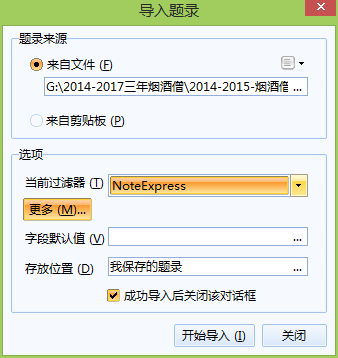 导入题录
题录来源
来自文件 (F)
G:\2014-2017三年烟酒僧\2014-2015-烟酒僧 ...
来自剪贴板 (P)
选项
当前过滤器 (T) NoteExpress
更多 (M)...
字段默认值 (V) ...
存放位置 (D) 我保存的题录 ...
成功导入后关闭该对话框
开始导入 (I) 关闭